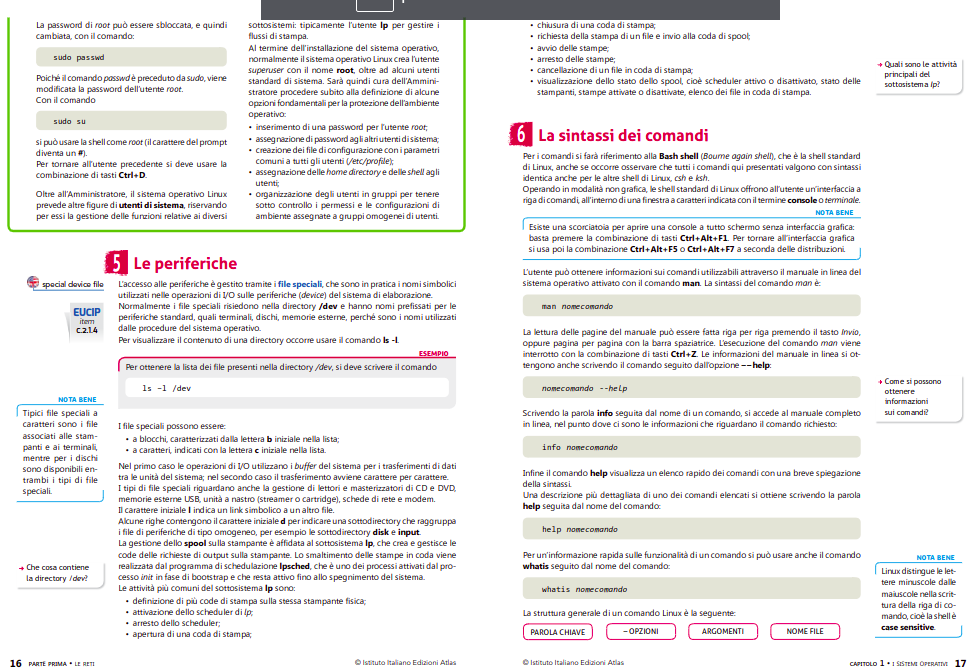 La password di root può essere sbloccata, e quindi
cambiata, con il comando:
sudo passwd
Poiché il comando passwd è preceduto da sudo, viene
modificata la password dell'utente root.
Con il comando
sudo su
si può usare la shell come root (il carattere del prompt
diventa un #).
Per tornare all'utente precedente si deve usare la
combinazione di tasti Ctrl+D.
Oltre all'Amministratore, il sistema operativo Linux
prevede altre figure di utenti di sistema, riservando
per essi la gestione delle funzioni relative ai diversi
sottosistemi: tipicamente l'utente lp per gestire i
flussi di stampa.
Al termine dell'installazione del sistema operativo,
normalmente il sistema operativo Linux crea l'utente
superuser con il nome root, oltre ad alcuni utenti
standard di sistema. Sarà quindi cura dell'Ammini-
stratore procedere subito alla definizione di alcune
opzioni fondamentali per la protezione dell'ambiente
operativo:
• inserimento di una password per l'utente root;
• assegnazione di password agli altri utenti di sistema;
• creazione dei file di configurazione con i parametri
comuni a tutti gli utenti (/etc/profile);
• assegnazione delle home directory e delle shell agli
utenti;
• organizzazione degli utenti in gruppi per tenere
sotto controllo i permessi e le configurazioni di
ambiente assegnate a gruppi omogenei di utenti.
5 Le periferiche
special device file
EUCIP
item
C.2.1.4
L'accesso alle periferiche è gestito tramite i file speciali, che sono in pratica i nomi simbolici
utilizzati nelle operazioni di I/O sulle periferiche (device) del sistema di elaborazione.
Normalmente i file speciali risiedono nella directory /dev e hanno nomi prefissati per le
periferiche standard, quali terminali, dischi, memorie esterne, perché sono i nomi utilizzati
dalle procedure del sistema operativo.
Per visualizzare il contenuto di una directory occorre usare il comando ls -l.
ESEMPIO
Per ottenere la lista dei file presenti nella directory /dev, si deve scrivere il comando
ls -l /dev
NOTA BENE
Tipici file speciali a
caratteri sono i file
associati alle stam-
panti e ai terminali,
mentre per i dischi
sono disponibili en-
trambi i tipi di file
speciali.
I file speciali possono essere:
• a blocchi, caratterizzati dalla lettera b iniziale nella lista;
• a caratteri, indicati con la lettera c iniziale nella lista.
Nel primo caso le operazioni di I/O utilizzano i buffer del sistema per i trasferimenti di dati
tra le unità del sistema; nel secondo caso il trasferimento avviene carattere per carattere.
I tipi di file speciali riguardano anche la gestione di lettori e masterizzatori di CD e DVD,
memorie esterne USB, unità a nastro (streamer o cartridge), schede di rete e modem.
Il carattere iniziale l indica un link simbolico a un altro file.
Alcune righe contengono il carattere iniziale d per indicare una sottodirectory che raggruppa
i file di periferiche di tipo omogeneo, per esempio le sottodirectory disk e input.
La gestione dello spool sulla stampante è affidata al sottosistema lp, che crea e gestisce le
code delle richieste di output sulla stampante. Lo smaltimento delle stampe in coda viene
realizzata dal programma di schedulazione lpsched, che è uno dei processi attivati dal pro-
cesso init in fase di bootstrap e che resta attivo fino allo spegnimento del sistema.
Le attività più comuni del sottosistema lp sono:
• definizione di più code di stampa sulla stessa stampante fisica;
• attivazione dello scheduler di lp;
• arresto dello scheduler;
• apertura di una coda di stampa;
➔ Che cosa contiene
la directory /dev?
16 PARTE PRIMA • LE RETI
© Istituto Italiano Edizioni Atlas
• chiusura di una coda di stampa;
• richiesta della stampa di un file e invio alla coda di spool;
• avvio delle stampe;
• arresto delle stampe;
• cancellazione di un file in coda di stampa;
• visualizzazione dello stato dello spool, cioè scheduler attivo o disattivato, stato delle
stampanti, stampe attivate o disattivate, elenco dei file in coda di stampa.
➔ Quali sono le attività
principali del
sottosistema lp?
6 La sintassi dei comandi
Per i comandi si farà riferimento alla Bash shell (Bourne again shell), che è la shell standard
di Linux, anche se occorre osservare che tutti i comandi qui presentati valgono con sintassi
identica anche per le altre shell di Linux, csh e ksh.
Operando in modalità non grafica, le shell standard di Linux offrono all'utente un'interfaccia a
riga di comandi, all'interno di una finestra a caratteri indicata con il termine console o terminale.
NOTA BENE
Esiste una scorciatoia per aprire una console a tutto schermo senza interfaccia grafica:
basta premere la combinazione di tasti Ctrl+Alt+F1. Per tornare all'interfaccia grafica
si usa poi la combinazione Ctrl+Alt+F5 o Ctrl+Alt+F7 a seconda delle distribuzioni.
L'utente può ottenere informazioni sui comandi utilizzabili attraverso il manuale in linea del
sistema operativo attivato con il comando man. La sintassi del comando man è:
man nomecomando
La lettura delle pagine del manuale può essere fatta riga per riga premendo il tasto Invio,
oppure pagina per pagina con la barra spaziatrice. L'esecuzione del comando man viene
interrotto con la combinazione di tasti Ctrl+Z. Le informazioni del manuale in linea si ot-
tengono anche scrivendo il comando seguito dall'opzione −−help:
nomecomando --help
➔ Come si possono
ottenere
informazioni
sui comandi?
Scrivendo la parola info seguita dal nome di un comando, si accede al manuale completo
in linea, nel punto dove ci sono le informazioni che riguardano il comando richiesto:
info nomecomando
Infine il comando help visualizza un elenco rapido dei comandi con una breve spiegazione
della sintassi.
Una descrizione più dettagliata di uno dei comandi elencati si ottiene scrivendo la parola
help seguito dal nome del comando:
help nomecomando
Per un'informazione rapida sulle funzionalità di un comando si può usare anche il comando
whatis seguito dal nome del comando:
whatis nomecomando
NOTA BENE
Linux distingue le let-
tere minuscole dalle
maiuscole nella scrit-
tura della riga di co-
mando, cioè la shell è
case sensitive.
La struttura generale di un comando Linux è la seguente:
PAROLA CHIAVE
−OPZIONI
ARGOMENTI
NOME FILE
© Istituto Italiano Edizioni Atlas
CAPITOLO 1 • I SISTEMI OPERATIVI 17